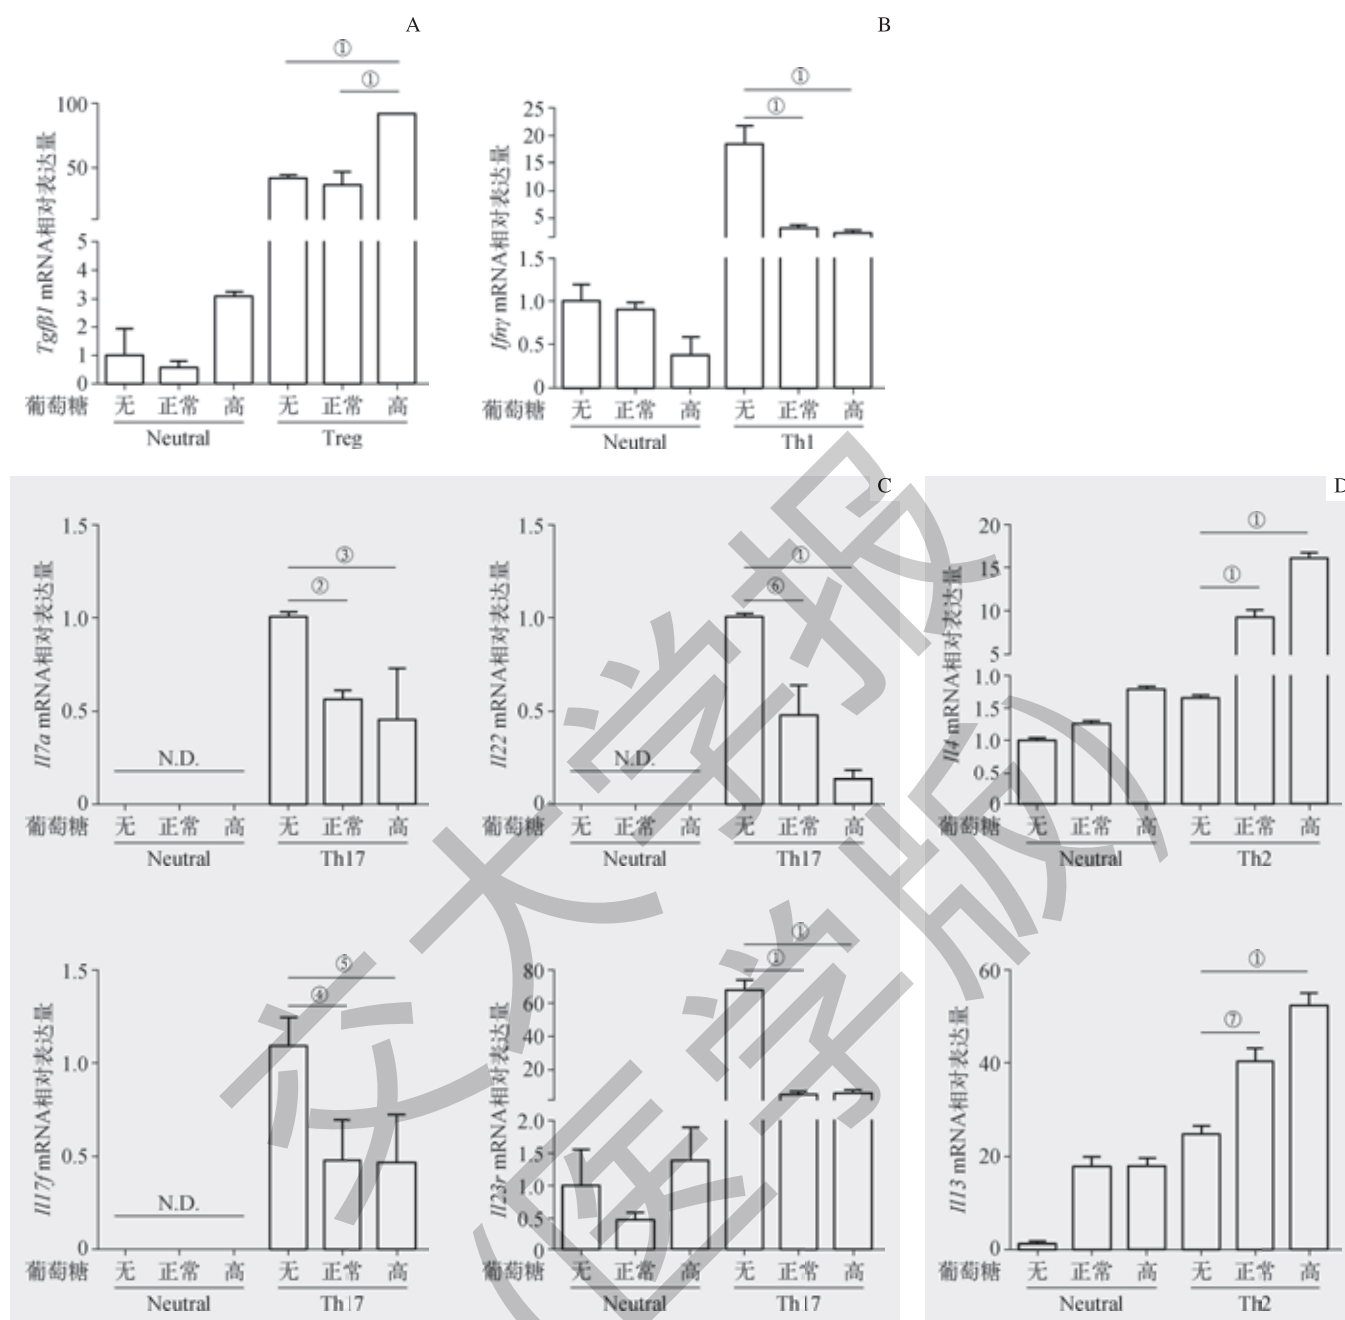 A
①
①
100
50
5
4
3
2
1
0
Tgfβ1 mRNA相对表达量
葡萄糖 无 正常 高 无 正常 高
Neutral Treg
B
①
①
25
20
15
10
5
1.5
1.0
0.5
0
Ifnγ mRNA相对表达量
葡萄糖 无 正常 高 无 正常 高
Neutral Th1
C
③
②
1.5
1.0
0.5
0
Il7a mRNA相对表达量
N.D.
葡萄糖 无 正常 高 无 正常 高
Neutral Th17
①
⑥
1.5
1.0
0.5
0
Il22 mRNA相对表达量
N.D.
葡萄糖 无 正常 高 无 正常 高
Neutral Th17
D
①
①
20
15
10
5
1.0
1.5
1.0
0.5
0
Il4 mRNA相对表达量
葡萄糖 无 正常 高 无 正常 高
Neutral Th2
⑤
④
1.5
1.0
0.5
0
Il17f mRNA相对表达量
N.D.
葡萄糖 无 正常 高 无 正常 高
Neutral Th17
①
①
80
60
40
20
2.0
1.5
1.0
0.5
0
Il23r mRNA相对表达量
葡萄糖 无 正常 高 无 正常 高
Neutral Th17
①
⑦
60
40
20
0
Il13 mRNA相对表达量
葡萄糖 无 正常 高 无 正常 高
Neutral Th2
交大学报
(医学版)